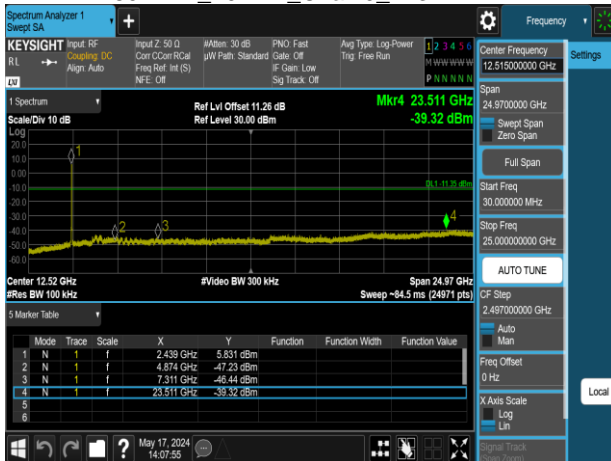 Spectrum Analyzer 1
Swept SA
+
Frequency
KEYSIGHT
RL
LXI
Input: RF
Coupling: DC
Align: Auto
Input Z: 50 Ω
Corr CCorr RCal
Freq Ref: Int (S)
NFE: Off
#Atten: 30 dB
µW Path: Standard
PNO: Fast
Gate: Off
IF Gain: Low
Sig Track: Off
Avg Type: Log-Power
Trig: Free Run
1 2 3 4 5 6
M W W W W W
P N N N N N
Center Frequency
12.515000000 GHz
Settings
Span
24.9700000 GHz
Swept Span
Zero Span
Full Span
Start Freq
30.000000 MHz
Stop Freq
25.000000000 GHz
AUTO TUNE
CF Step
2.497000000 GHz
Auto
Man
Freq Offset
0 Hz
X Axis Scale
Log
Lin
Signal Track
(Span Zoom)
Local
1 Spectrum
Scale/Div 10 dB
Ref Lvl Offset 11.26 dB
Ref Level 30.00 dBm
Mkr4 23.511 GHz
-39.32 dBm
Log
20.0
10.0
0.00
-10.0
-20.0
-30.0
-40.0
-50.0
-60.0
1
2
3
4
DL1 -11.35 dBm
Center 12.52 GHz
#Res BW 100 kHz
#Video BW 300 kHz
Span 24.97 GHz
Sweep ~84.5 ms (24971 pts)
5 Marker Table
Mode Trace Scale X Y Function Function Width Function Value
1 N 1 f 2.439 GHz 5.831 dBm
2 N 1 f 4.874 GHz -47.23 dBm
3 N 1 f 7.311 GHz -46.44 dBm
4 N 1 f 23.511 GHz -39.32 dBm
5
6
?
May 17, 2024
14:07:55